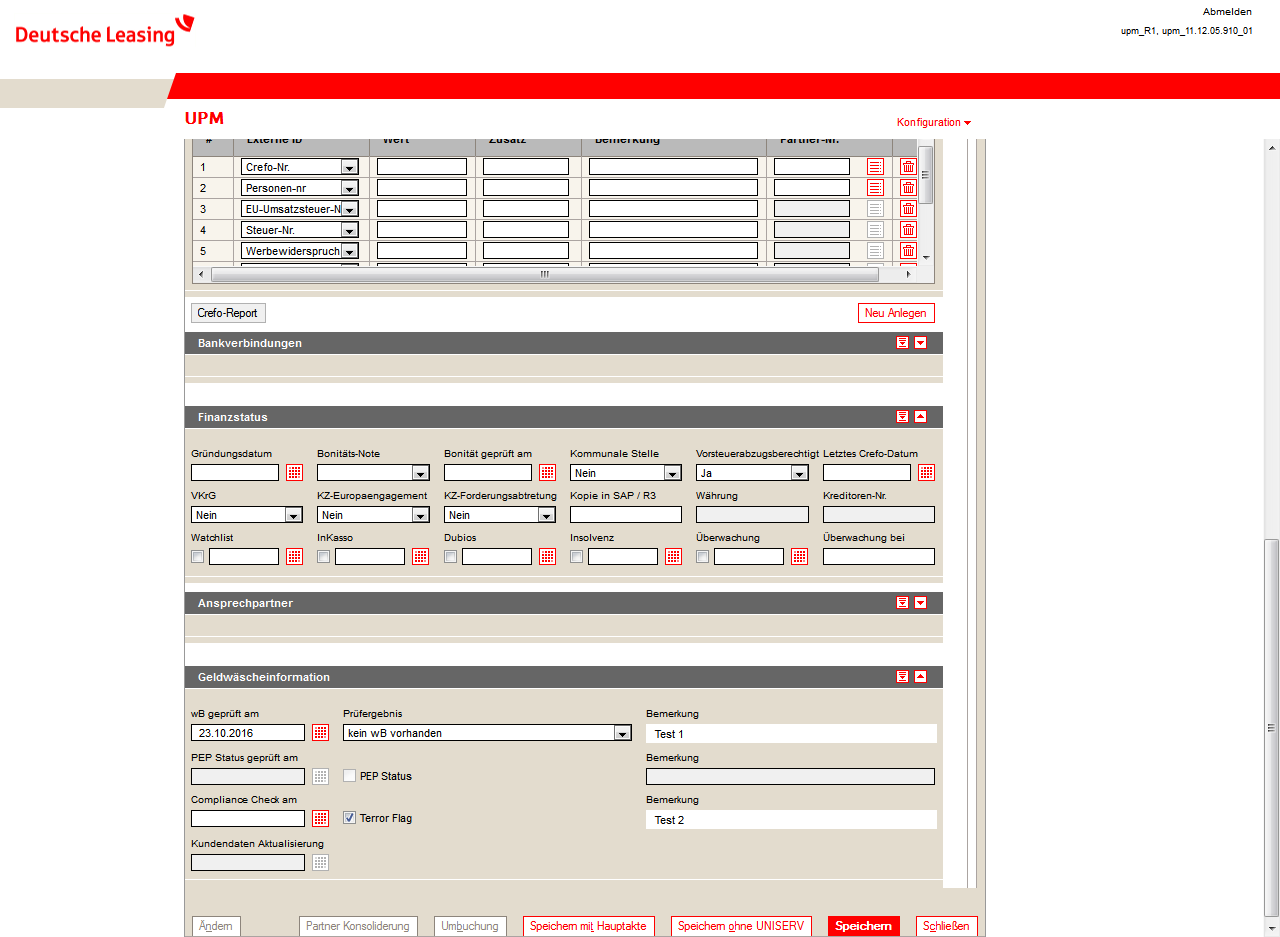 Deutsche Leasing
Abmelden
upm_R1, upm_11.12.05.910_01
UPM
Konfiguration
# Externe ID Wert Zusatz Bemerkung Partner-Nr.
1 Crefo-Nr.
2 Personen-nr
3 EU-Umsatzsteuer-N
4 Steuer-Nr.
5 Werbewiderspruch
Crefo-Report Neu Anlegen
Bankverbindungen
Finanzstatus
Gründungsdatum Bonitäts-Note Bonität geprüft am Kommunale Stelle Vorsteuerabzugsberechtigt Letztes Crefo-Datum
Nein Ja
VKrG KZ-Europaengagement KZ-Forderungsabtretung Kopie in SAP / R3 Währung Kreditoren-Nr.
Nein Nein Nein
Watchlist InKasso Dubios Insolvenz Überwachung Überwachung bei
Ansprechpartner
Geldwäscheinformation
wB geprüft am Prüfergebnis Bemerkung
23.10.2016 kein wB vorhanden Test 1
PEP Status geprüft am Bemerkung
PEP Status
Compliance Check am Bemerkung
Terror Flag Test 2
Kundendaten Aktualisierung
Ändern Partner Konsolidierung Umbuchung Speichern mit Hauptakte Speichern ohne UNISERV Speichern Schließen